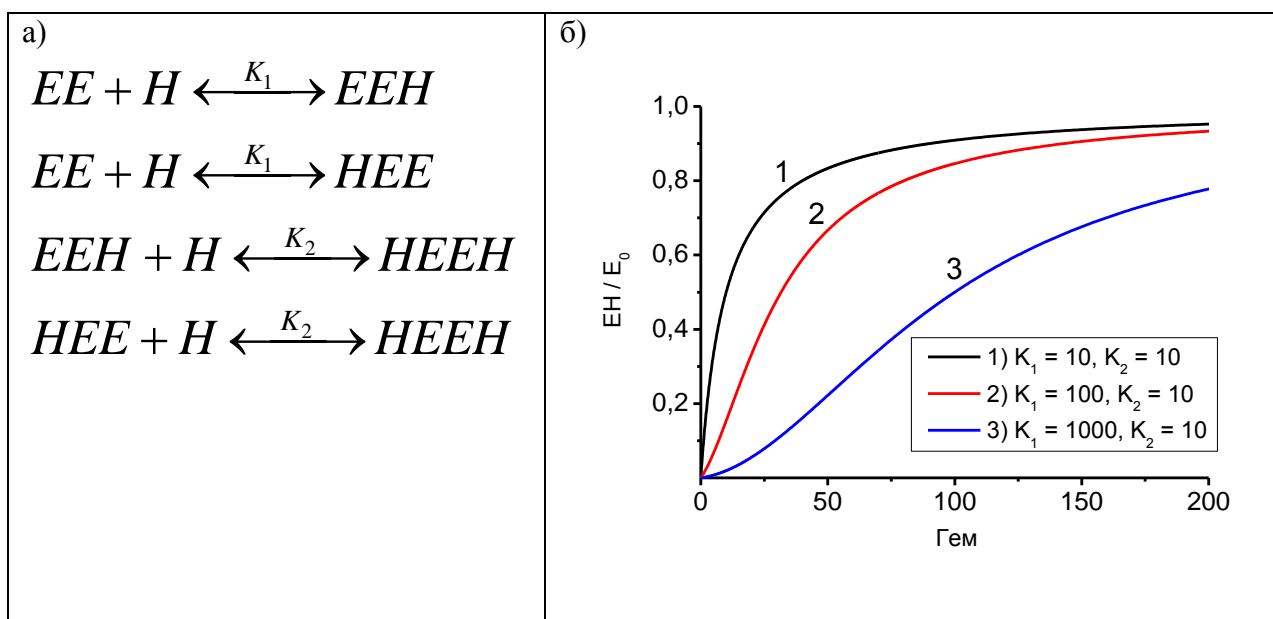 а)
EE + H ⟷ K₁ EEH
EE + H ⟷ K₁ HEE
EEH + H ⟷ K₂ HEEH
HEE + H ⟷ K₂ HEEH
б)
1,0
0,8
0,6
0,4
0,2
EH / E₀
1
2
3
1) K₁ = 10, K₂ = 10
2) K₁ = 100, K₂ = 10
3) K₁ = 1000, K₂ = 10
0 50 100 150 200
Гем